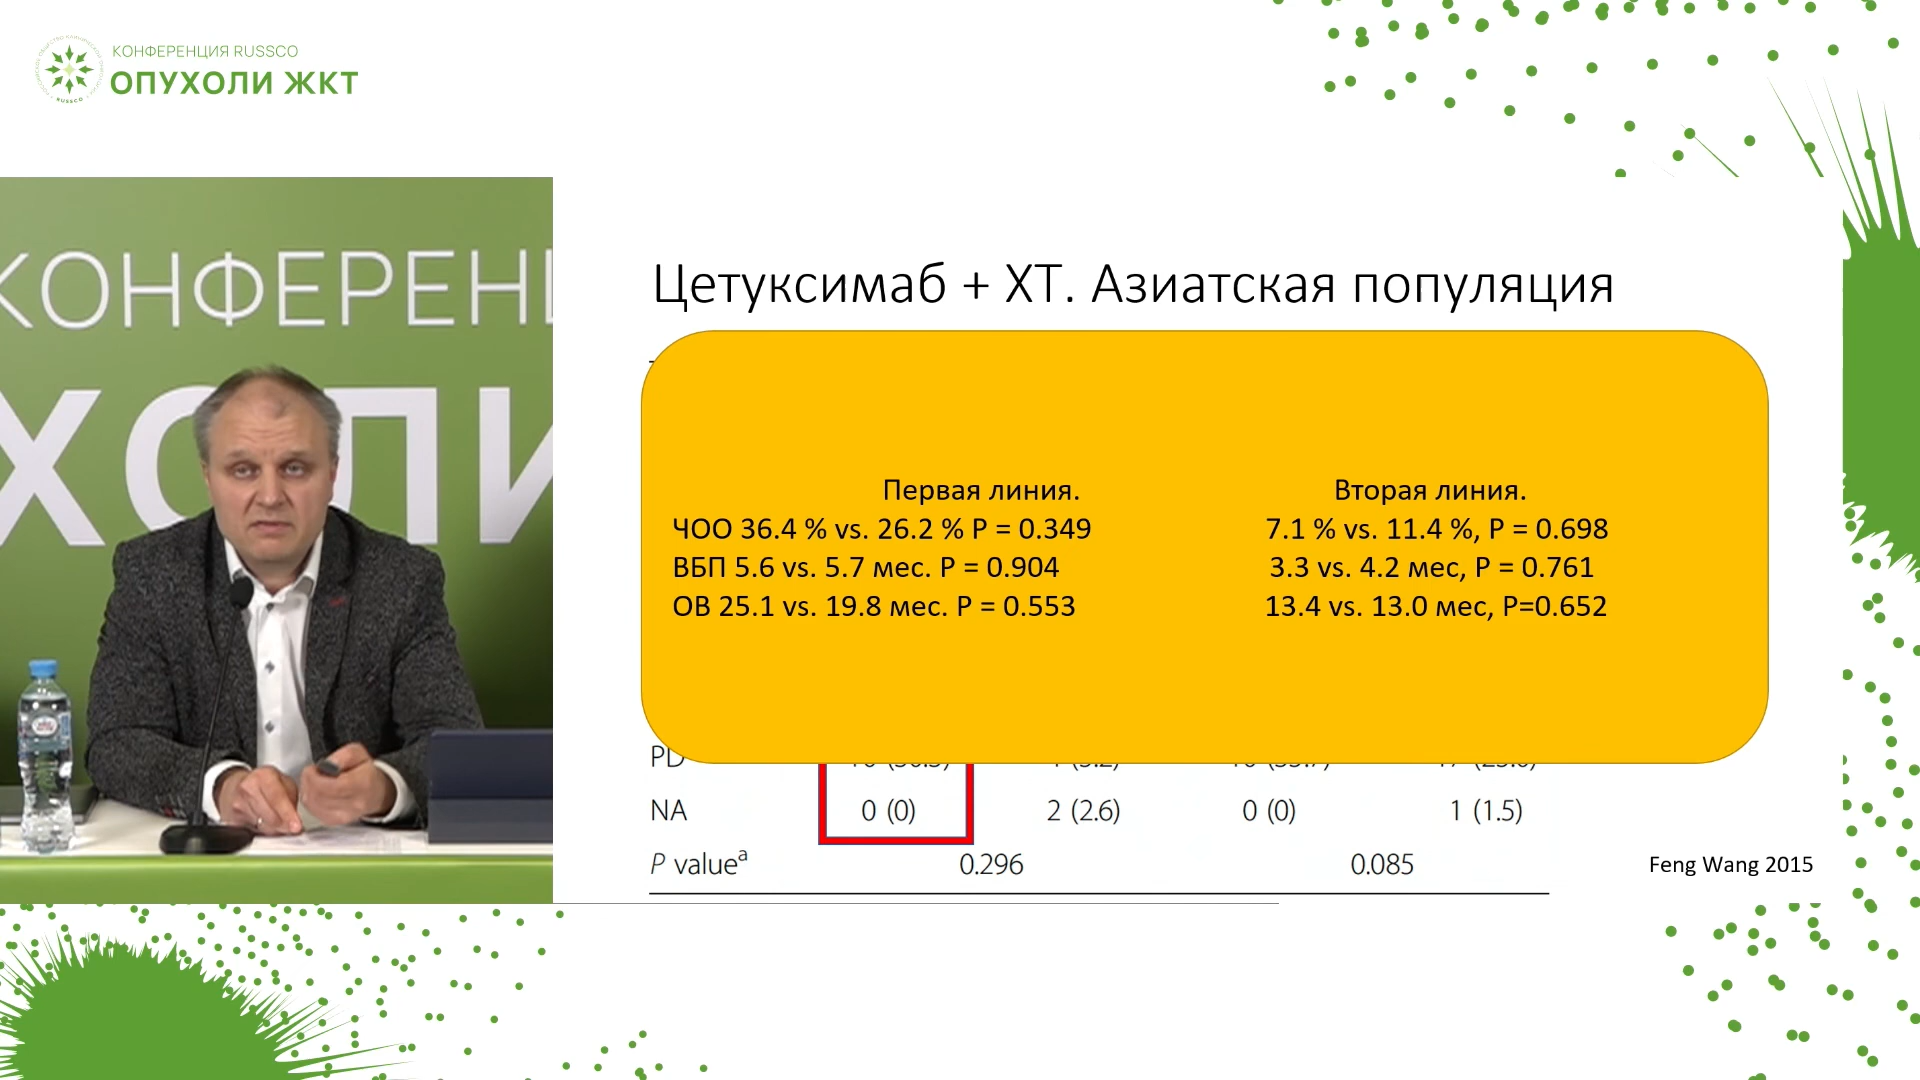 КОНФЕРЕНЦИЯ RUSSCO
ОПУХОЛИ ЖКТ
RUSSCO
КОНФЕРЕН
ХОЛИ
Цетуксимаб + ХТ. Азиатская популяция
Первая линия. Вторая линия.
ЧОО 36.4 % vs. 26.2 % P = 0.349 7.1 % vs. 11.4 %, P = 0.698
ВБП 5.6 vs. 5.7 мес. P = 0.904 3.3 vs. 4.2 мес, P = 0.761
ОВ 25.1 vs. 19.8 мес. P = 0.553 13.4 vs. 13.0 мес, P=0.652
PD
NA 0 (0) 2 (2.6) 0 (0) 1 (1.5)
P valueª 0.296 0.085
Feng Wang 2015